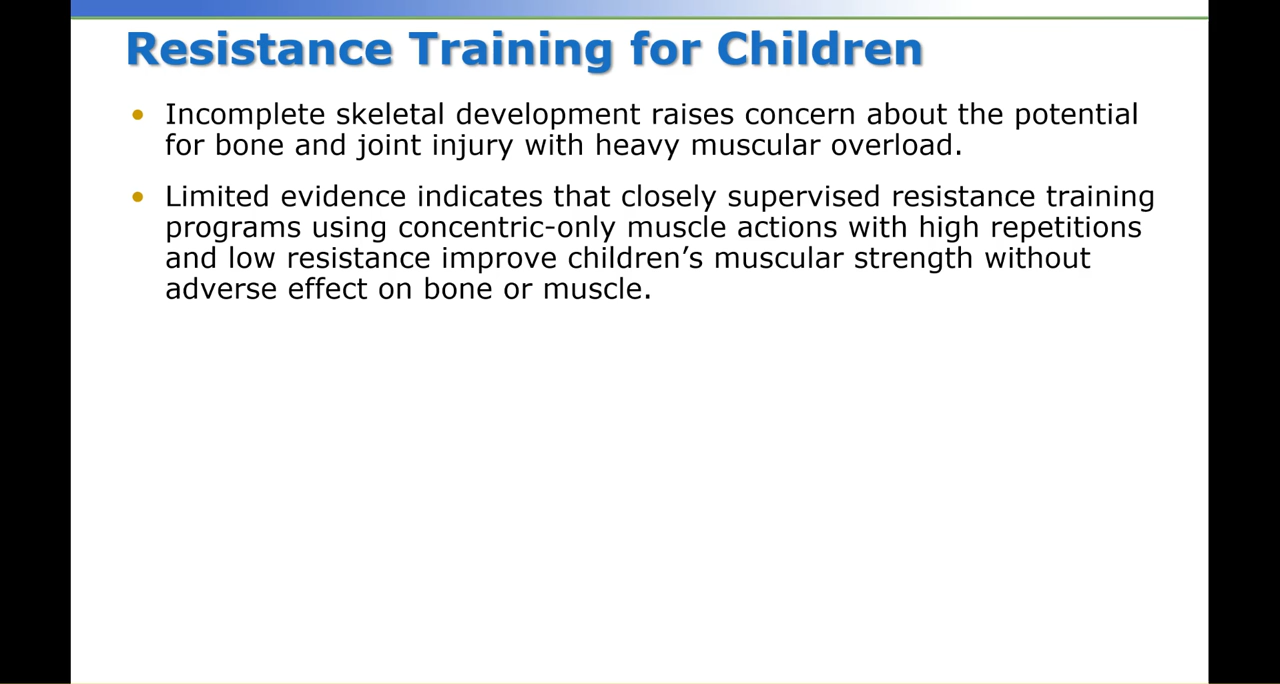 Resistance Training for Children
• Incomplete skeletal development raises concern about the potential
for bone and joint injury with heavy muscular overload.
• Limited evidence indicates that closely supervised resistance training
programs using concentric-only muscle actions with high repetitions
and low resistance improve children’s muscular strength without
adverse effect on bone or muscle.